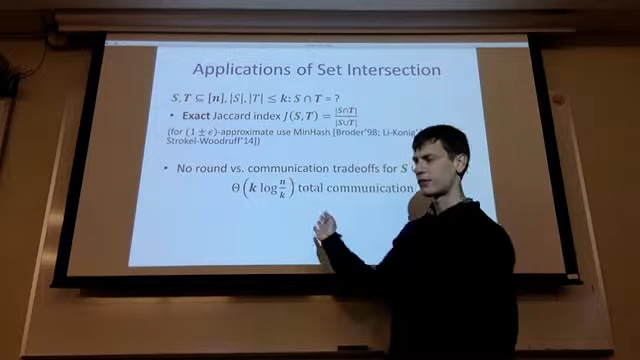 Applications of Set Intersection
S, T ⊆ [n], |S|, |T| ≤ k: S ∩ T = ?
• Exact Jaccard index J(S, T) = |S∩T| / |S∪T|
(for (1 ± ε)-approximate use MinHash [Broder'98; Li-Konig'
Strokel-Woodruff'14])
• No round vs. communication tradeoffs for S
Θ(k log n/k) total communication